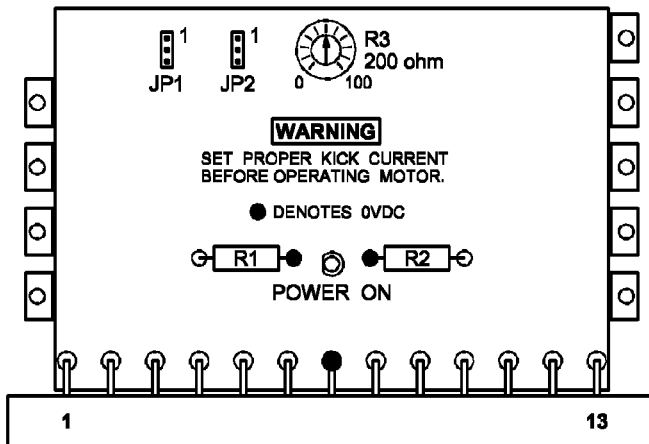 1 1 R3
200 ohm
JP1 JP2 0 100
WARNING
SET PROPER KICK CURRENT
BEFORE OPERATING MOTOR.
DENOTES 0VDC
R1 R2
POWER ON
1 13